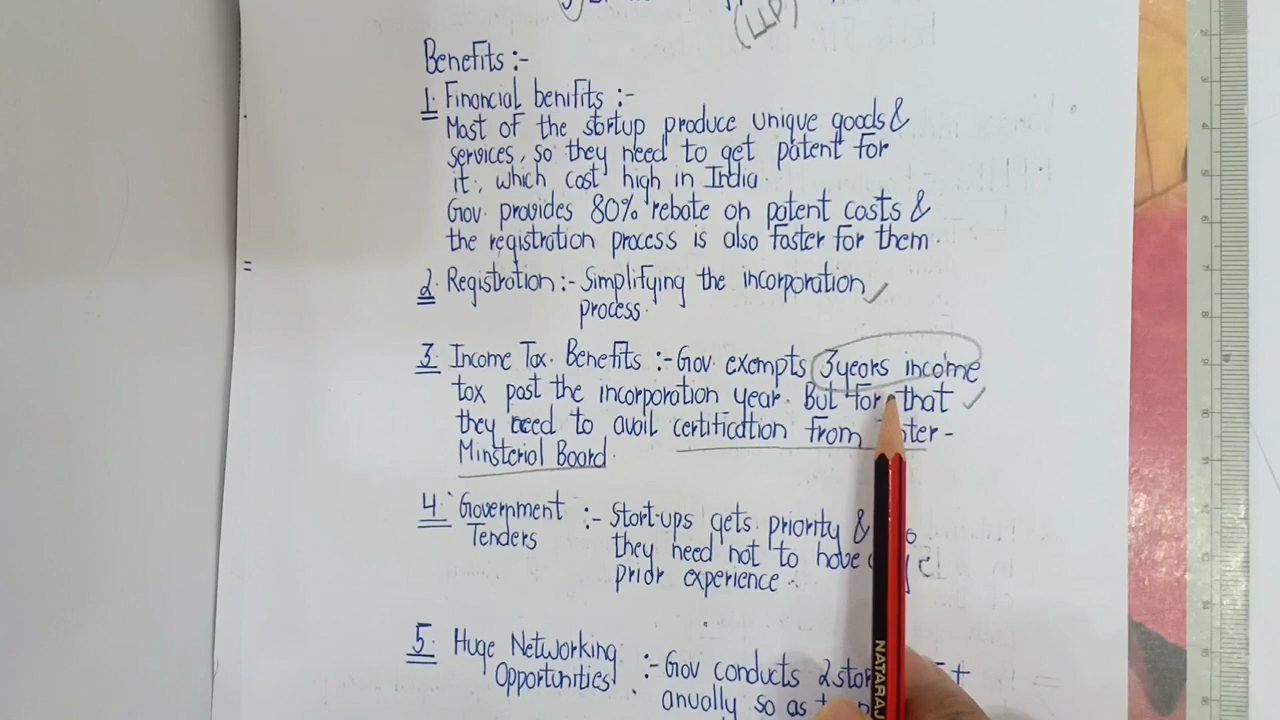 (LLP)
Benefits :-
1. Financial benifits :-
Most of the startup produce unique goods &
services, so they need to get patent for
it, which cost high in India.
Gov. provides 80% rebate on patent costs &
the registration process is also faster for them.
2. Registration :- Simplifying the incorporation
process.
3. Income Tax. Benefits :- Gov. exempts 3years income
tax past the incorporation year. But for that
they need to avail certification from
Minsterial Board.
4. Government Tenders :- Start-ups gets priority &
they need not to have
prior experience.
5. Huge Networking Opportunities :- Gov conducts 2
anually so as
NATARAJ